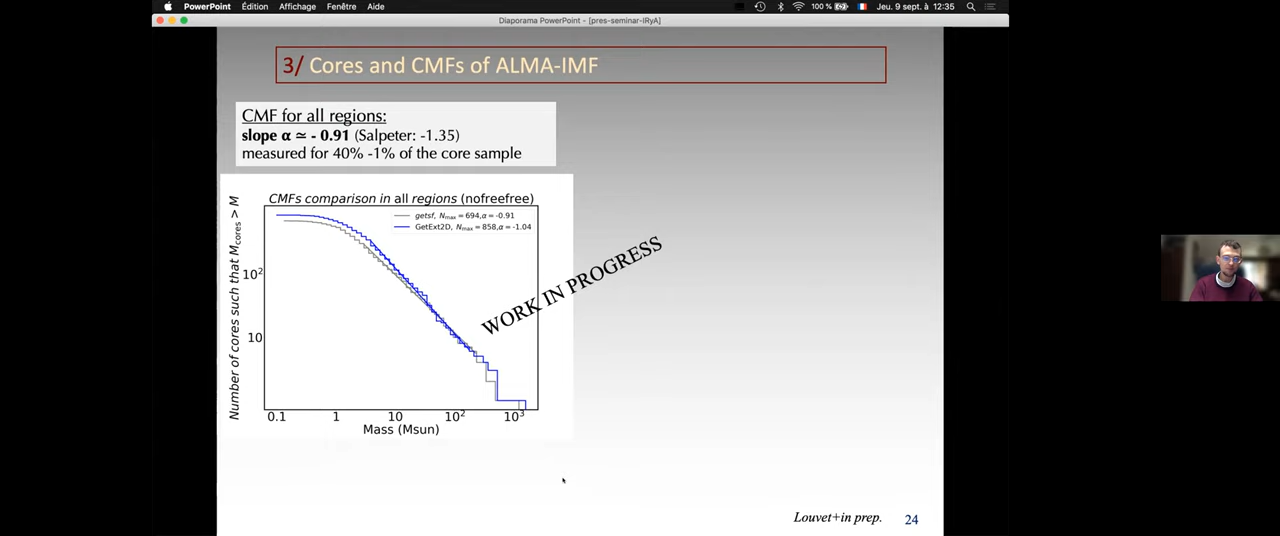 PowerPoint Édition Affichage Fenêtre Aide 100 % Jeu. 9 sept. à 12:35
Diaporama PowerPoint - [pres-seminar-IRyA]
3/ Cores and CMFs of ALMA-IMF
CMF for all regions:
slope α ≃ - 0.91 (Salpeter: -1.35)
measured for 40% -1% of the core sample
CMFs comparison in all regions (nofreefree)
getsf, Nmax = 694,α=-0.91
GetExt2D, Nmax = 858,α=-1.04
Number of cores such that Mcores > M
10²
10
0.1 1 10 10² 10³
Mass (Msun)
WORK IN PROGRESS
Louvet+in prep. 24